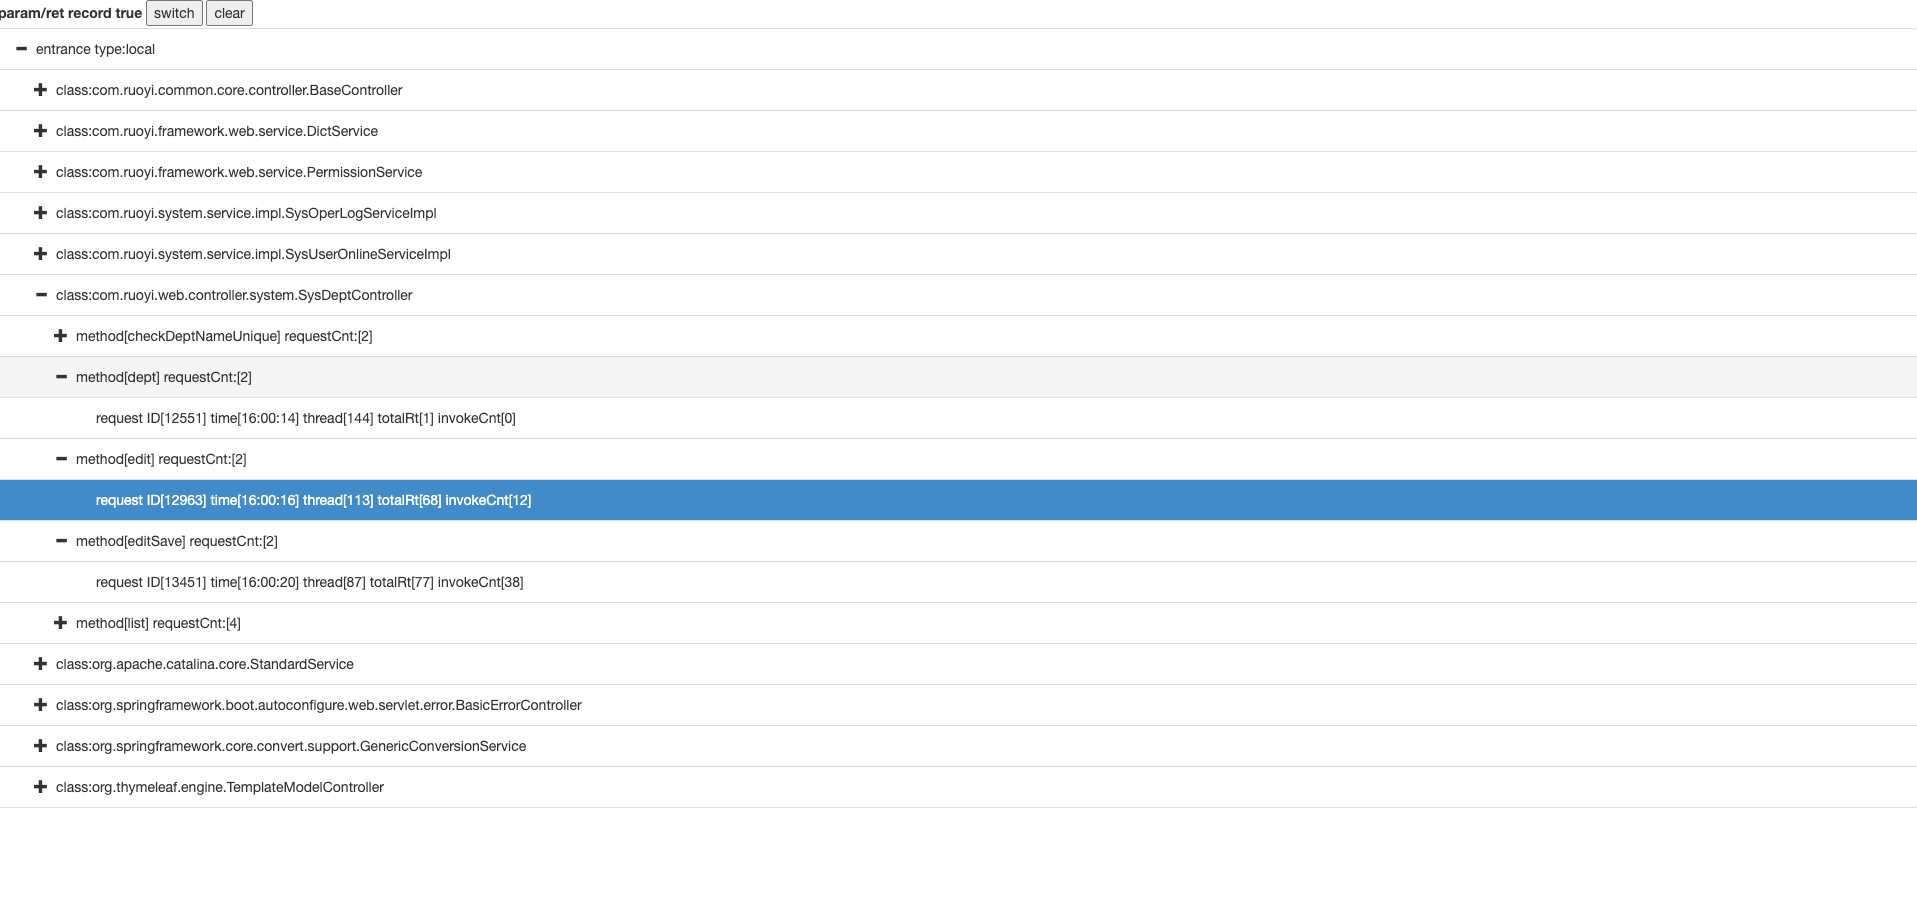 param/ret record true switch clear
entrance type:local
class:com.ruoyi.common.core.controller.BaseController
class:com.ruoyi.framework.web.service.DictService
class:com.ruoyi.framework.web.service.PermissionService
class:com.ruoyi.system.service.impl.SysOperLogServiceImpl
class:com.ruoyi.system.service.impl.SysUserOnlineServiceImpl
class:com.ruoyi.web.controller.system.SysDeptController
method[checkDeptNameUnique] requestCnt:[2]
method[dept] requestCnt:[2]
request ID[12551] time[16:00:14] thread[144] totalRt[1] invokeCnt[0]
method[edit] requestCnt:[2]
request ID[12963] time[16:00:16] thread[113] totalRt[68] invokeCnt[12]
method[editSave] requestCnt:[2]
request ID[13451] time[16:00:20] thread[87] totalRt[77] invokeCnt[38]
method[list] requestCnt:[4]
class:org.apache.catalina.core.StandardService
class:org.springframework.boot.autoconfigure.web.servlet.error.BasicErrorController
class:org.springframework.core.convert.support.GenericConversionService
class:org.thymeleaf.engine.TemplateModelController